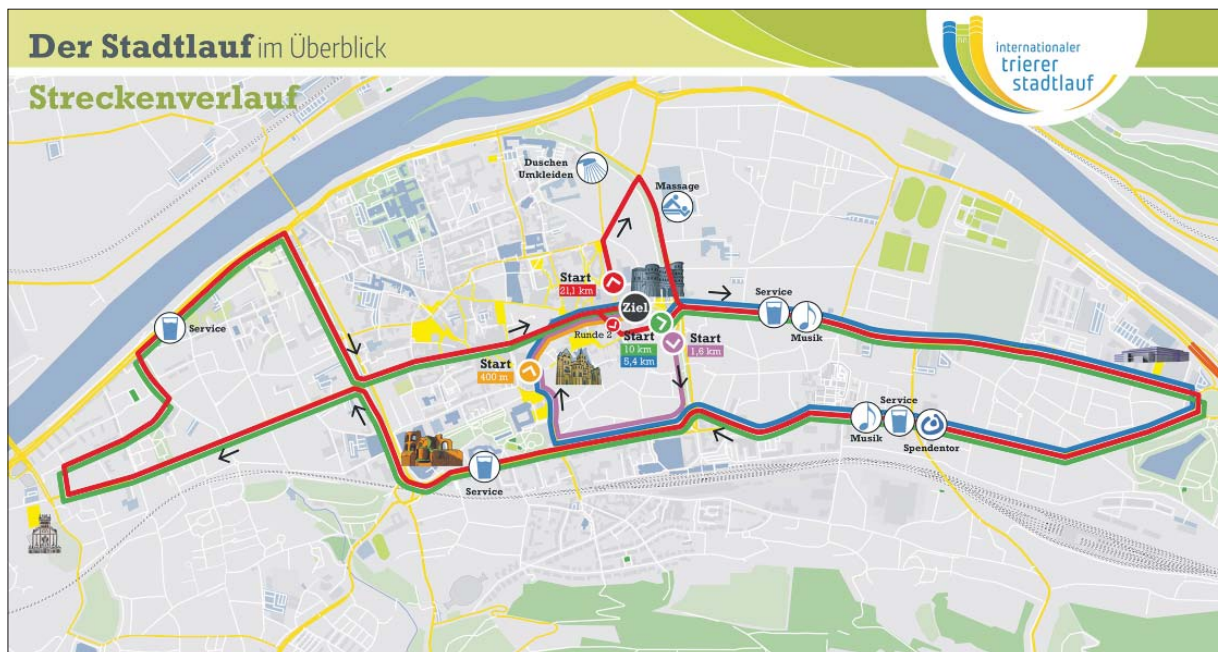 Der Stadtlauf im Überblick
Streckenverlauf
internationaler
trierer
stadtlauf
Duschen
Umkleiden
Massage
Start
21,1 km
Ziel
Service
Musik
Service
Runde 2
Start
10 km
5,4 km
Start
1,6 km
Start
400 m
Service
Musik
Spendentor
Service